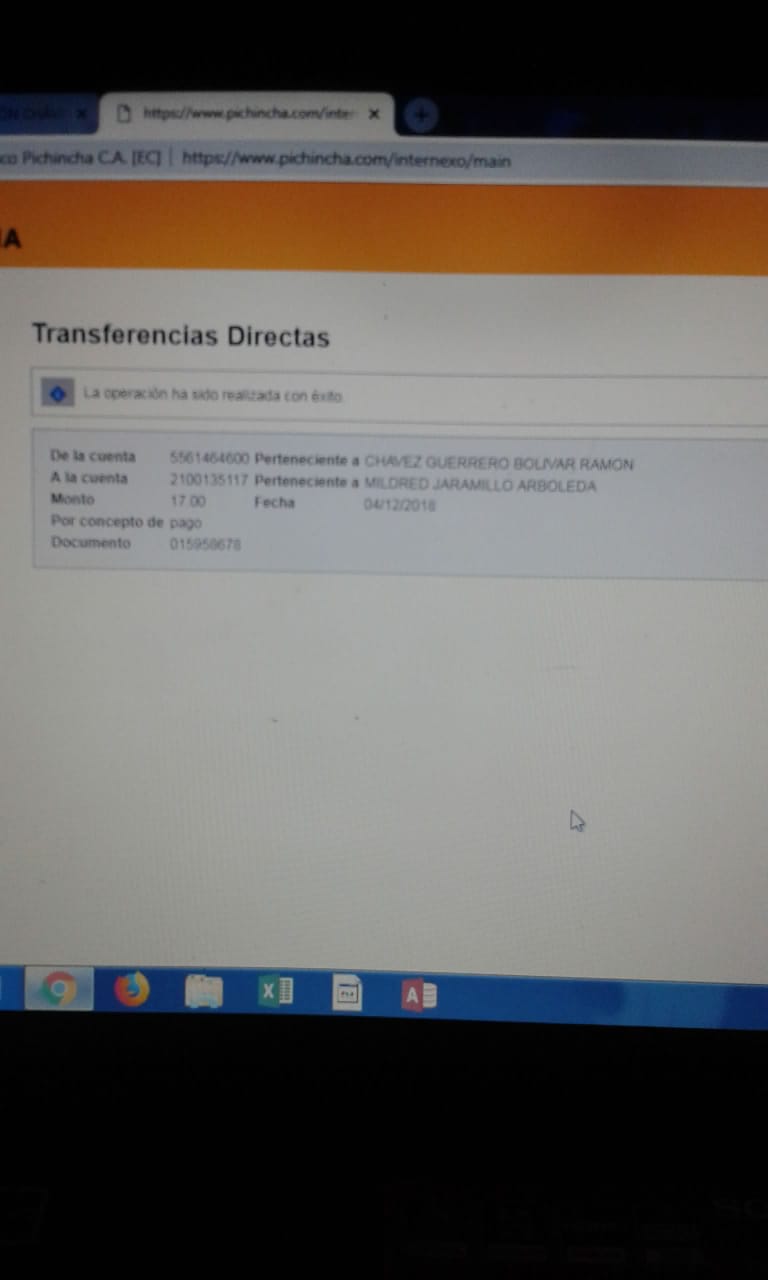 https://www.pichincha.com/inter
co Pichincha C.A. [EC] | https://www.pichincha.com/internexo/main
IA
Transferencias Directas
La operación ha sido realizada con éxito
De la cuenta 5561464600 Perteneciente a CHAVEZ GUERRERO BOLIVAR RAMON
A la cuenta 2100135117 Perteneciente a MILDRED JARAMILLO ARBOLEDA
Monto 17.00 Fecha 04/12/2018
Por concepto de pago
Documento 015958678